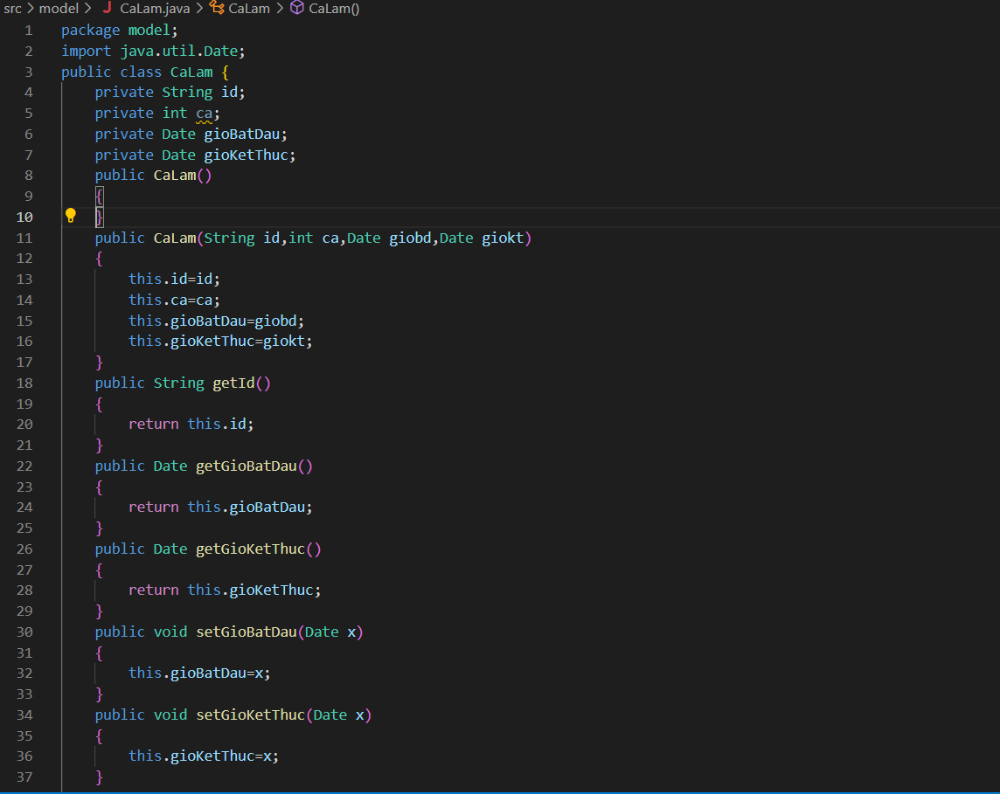 src > model > J CaLam.java > CaLam > CaLam()
1 package model;
2 import java.util.Date;
3 public class CaLam {
4 private String id;
5 private int ca;
6 private Date gioBatDau;
7 private Date gioKetThuc;
8 public CaLam()
9 {
10 }
11 public CaLam(String id,int ca,Date giobd,Date giokt)
12 {
13 this.id=id;
14 this.ca=ca;
15 this.gioBatDau=giobd;
16 this.gioKetThuc=giokt;
17 }
18 public String getId()
19 {
20 return this.id;
21 }
22 public Date getGioBatDau()
23 {
24 return this.gioBatDau;
25 }
26 public Date getGioKetThuc()
27 {
28 return this.gioKetThuc;
29 }
30 public void setGioBatDau(Date x)
31 {
32 this.gioBatDau=x;
33 }
34 public void setGioKetThuc(Date x)
35 {
36 this.gioKetThuc=x;
37 }